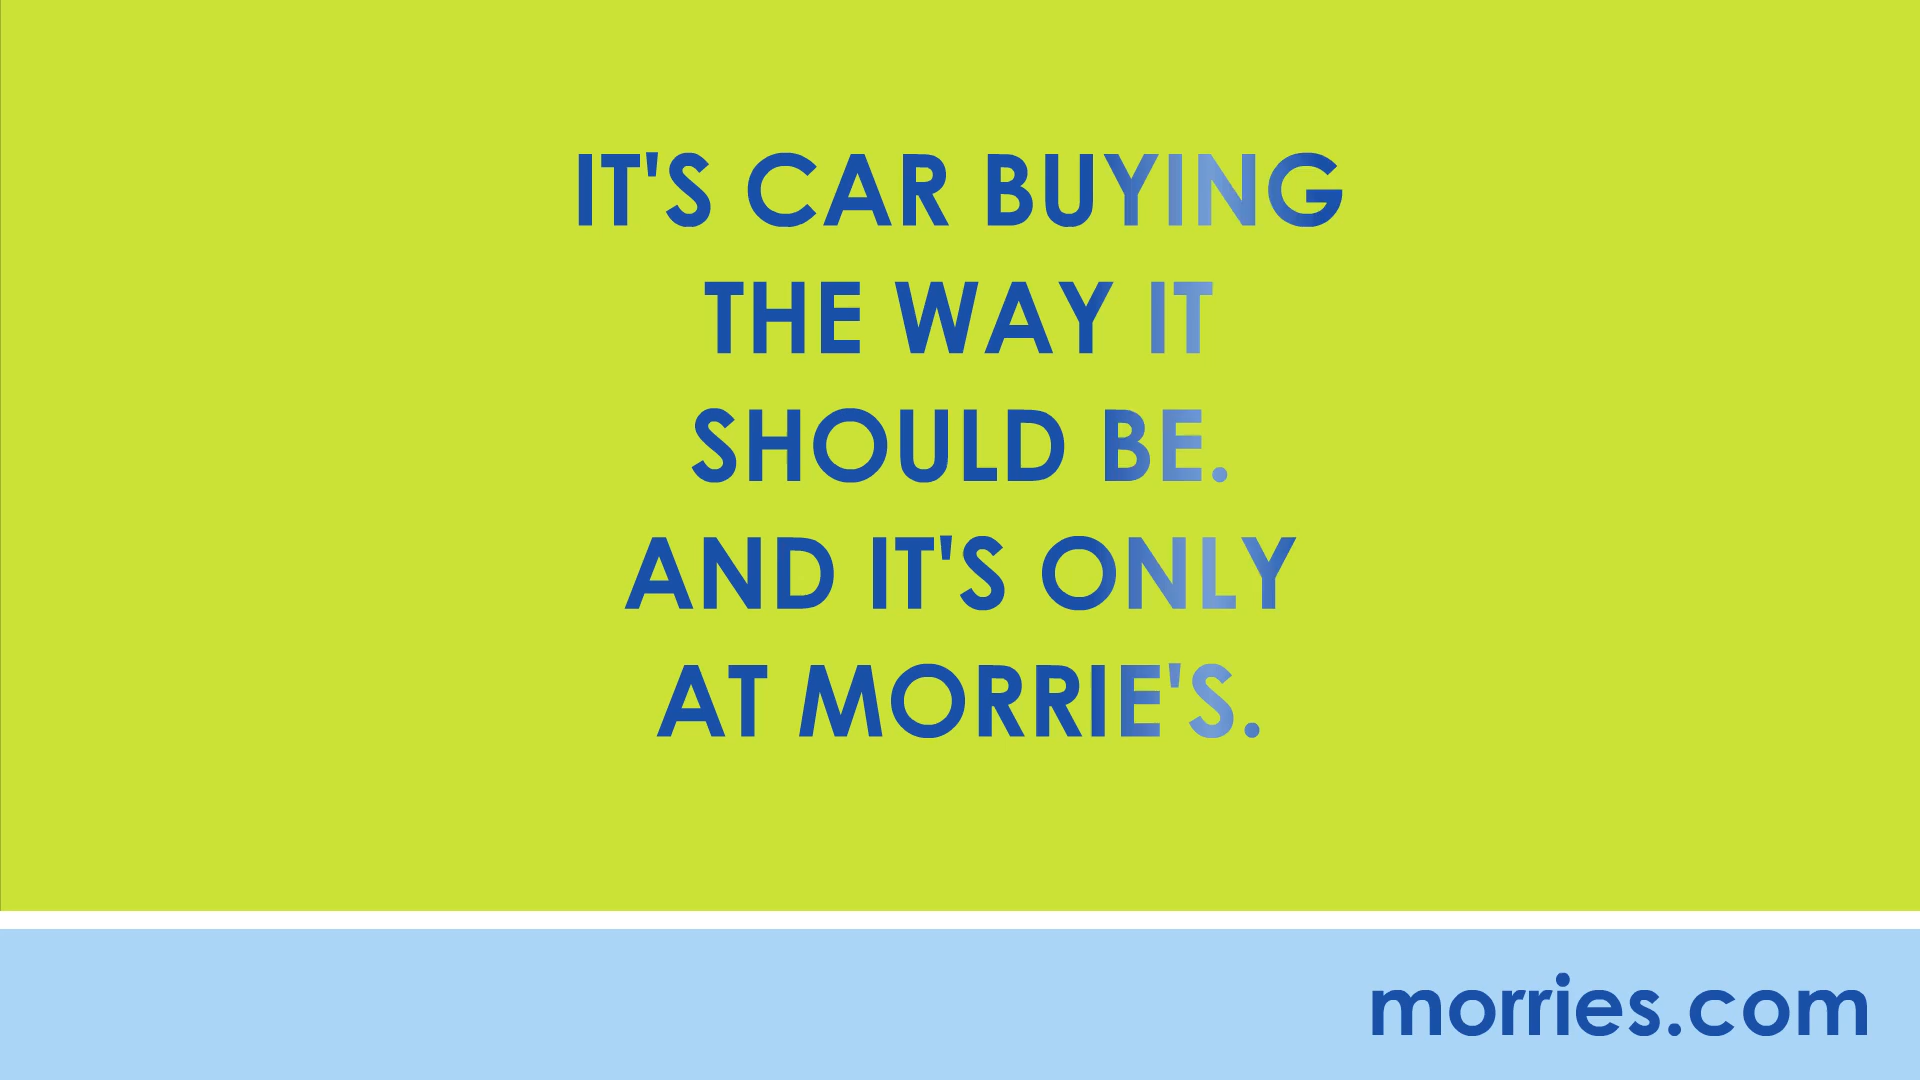 IT'S CAR BUYING
THE WAY IT
SHOULD BE.
AND IT'S ONLY
AT MORRIE'S.
morries.com